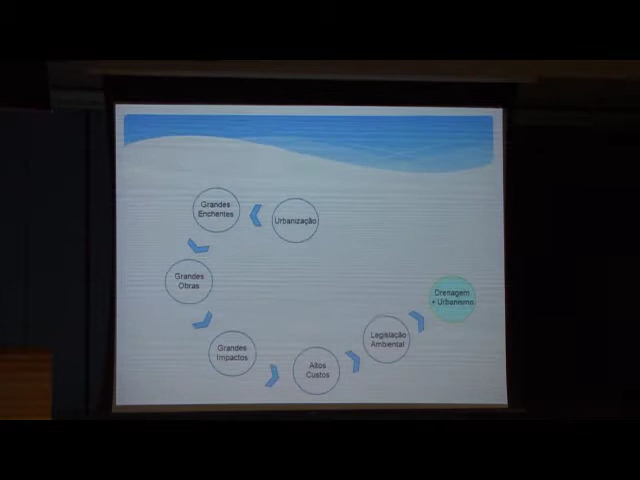 Urbanização
Grandes
Enchentes
Grandes
Obras
Grandes
Impactos
Altos
Custos
Legislação
Ambiental
Drenagem
+ Urbanismo